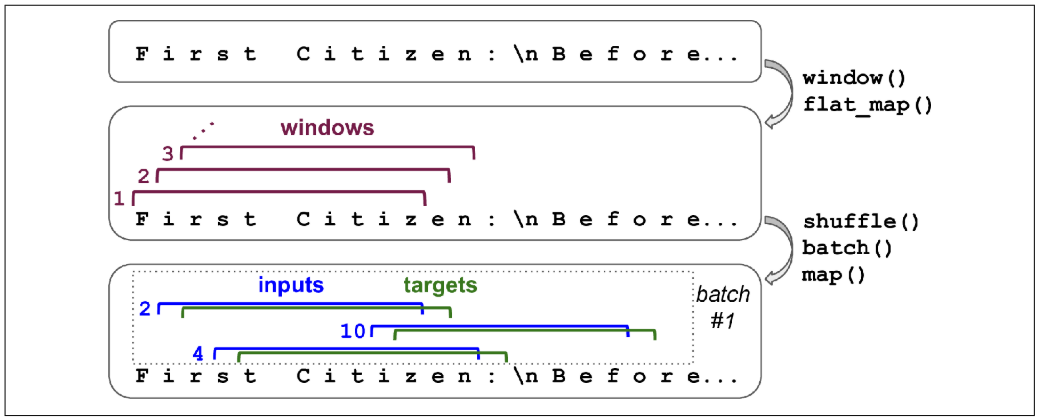 F i r s t C i t i z e n : \n B e f o r e...
window()
flat_map()
windows
3
2
1
F i r s t C i t i z e n : \n B e f o r e...
shuffle()
batch()
map()
inputs targets
2
batch
#1
10
4
F i r s t C i t i z e n : \n B e f o r e...